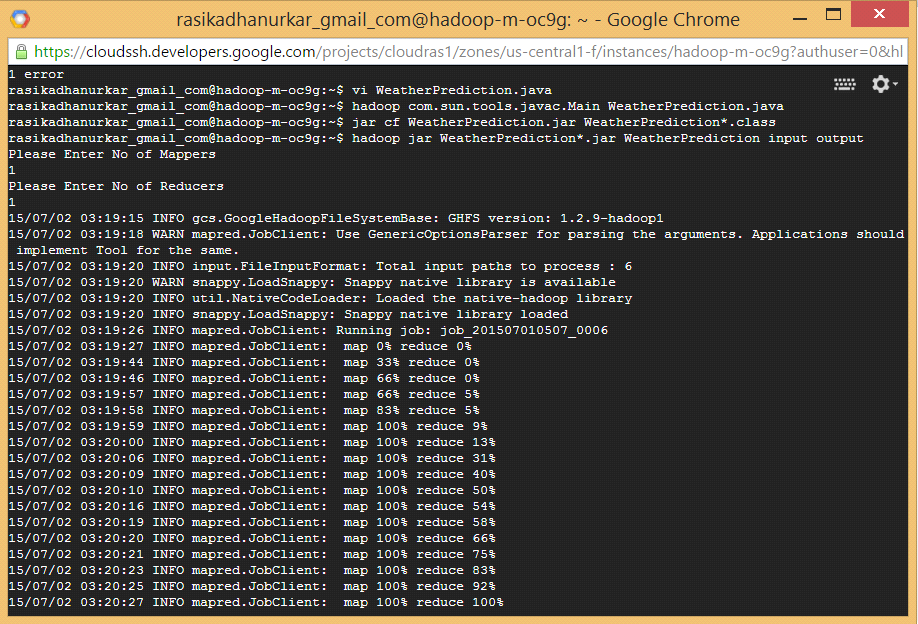 rasikadhanurkar_gmail_com@hadoop-m-oc9g: ~ - Google Chrome
https://cloudssh.developers.google.com/projects/cloudras1/zones/us-central1-f/instances/hadoop-m-oc9g?authuser=0&hl
1 error
rasikadhanurkar_gmail_com@hadoop-m-oc9g:~$ vi WeatherPrediction.java
rasikadhanurkar_gmail_com@hadoop-m-oc9g:~$ hadoop com.sun.tools.javac.Main WeatherPrediction.java
rasikadhanurkar_gmail_com@hadoop-m-oc9g:~$ jar cf WeatherPrediction.jar WeatherPrediction*.class
rasikadhanurkar_gmail_com@hadoop-m-oc9g:~$ hadoop jar WeatherPrediction*.jar WeatherPrediction input output
Please Enter No of Mappers
1
Please Enter No of Reducers
1
15/07/02 03:19:15 INFO gcs.GoogleHadoopFileSystemBase: GHFS version: 1.2.9-hadoop1
15/07/02 03:19:18 WARN mapred.JobClient: Use GenericOptionsParser for parsing the arguments. Applications should
 implement Tool for the same.
15/07/02 03:19:20 INFO input.FileInputFormat: Total input paths to process : 6
15/07/02 03:19:20 WARN snappy.LoadSnappy: Snappy native library is available
15/07/02 03:19:20 INFO util.NativeCodeLoader: Loaded the native-hadoop library
15/07/02 03:19:20 INFO snappy.LoadSnappy: Snappy native library loaded
15/07/02 03:19:26 INFO mapred.JobClient: Running job: job_201507010507_0006
15/07/02 03:19:27 INFO mapred.JobClient:  map 0% reduce 0%
15/07/02 03:19:44 INFO mapred.JobClient:  map 33% reduce 0%
15/07/02 03:19:46 INFO mapred.JobClient:  map 66% reduce 0%
15/07/02 03:19:57 INFO mapred.JobClient:  map 66% reduce 5%
15/07/02 03:19:58 INFO mapred.JobClient:  map 83% reduce 5%
15/07/02 03:19:59 INFO mapred.JobClient:  map 100% reduce 9%
15/07/02 03:20:00 INFO mapred.JobClient:  map 100% reduce 13%
15/07/02 03:20:06 INFO mapred.JobClient:  map 100% reduce 31%
15/07/02 03:20:09 INFO mapred.JobClient:  map 100% reduce 40%
15/07/02 03:20:10 INFO mapred.JobClient:  map 100% reduce 50%
15/07/02 03:20:16 INFO mapred.JobClient:  map 100% reduce 54%
15/07/02 03:20:19 INFO mapred.JobClient:  map 100% reduce 58%
15/07/02 03:20:20 INFO mapred.JobClient:  map 100% reduce 66%
15/07/02 03:20:21 INFO mapred.JobClient:  map 100% reduce 75%
15/07/02 03:20:23 INFO mapred.JobClient:  map 100% reduce 83%
15/07/02 03:20:25 INFO mapred.JobClient:  map 100% reduce 92%
15/07/02 03:20:27 INFO mapred.JobClient:  map 100% reduce 100%